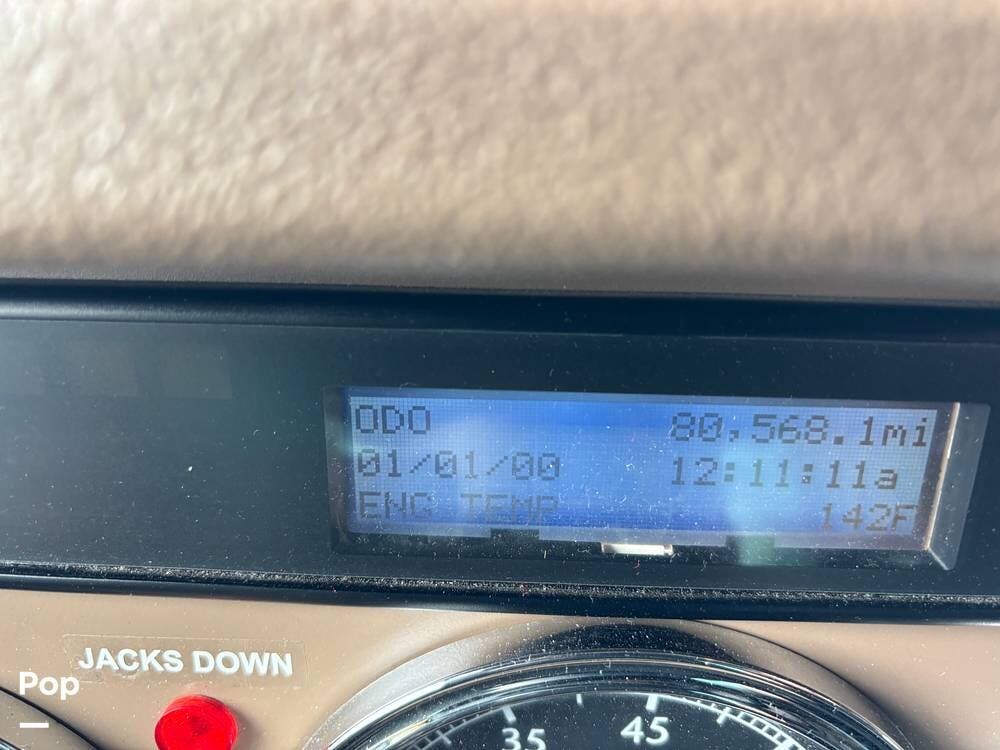 ODO 80,568.1mi
01/01/00 12:11:11a
ENG TEMP 142F
JACKS DOWN
Pop
35 45